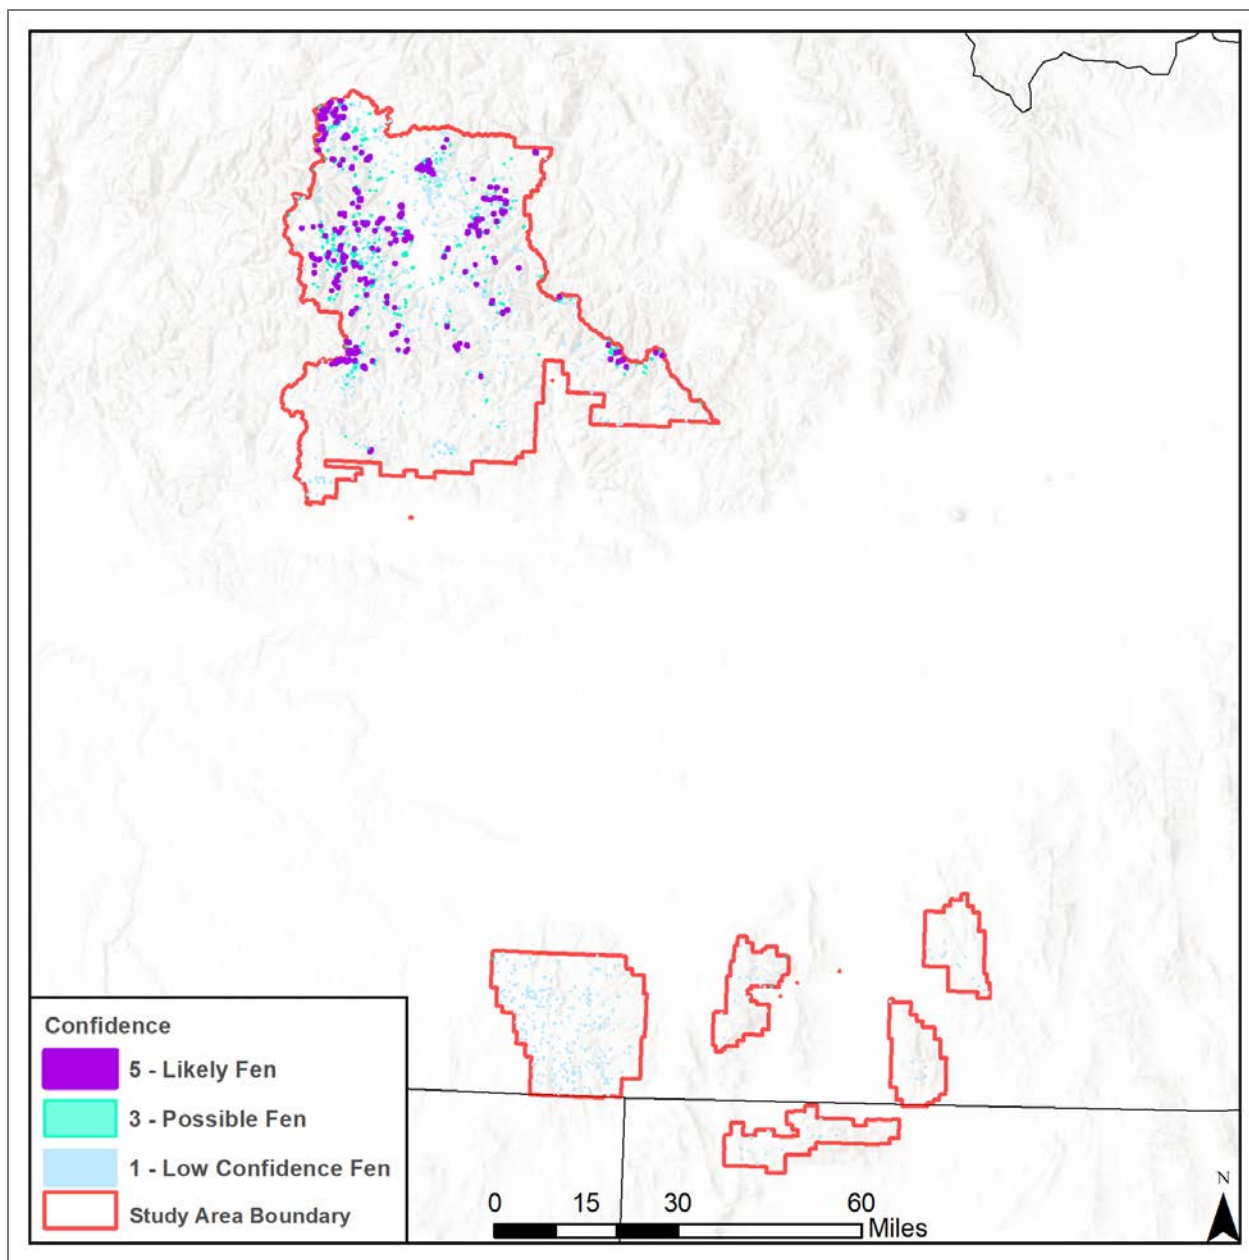 Confidence
5 - Likely Fen
3 - Possible Fen
1 - Low Confidence Fen
Study Area Boundary
0 15 30 60
Miles
N